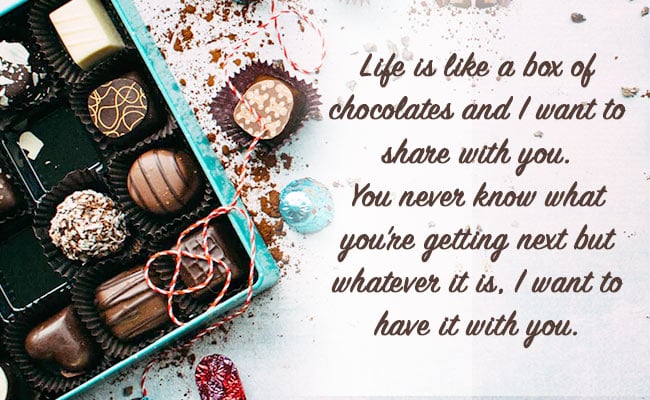 Life is like a box of
chocolates and I want to
share with you.
You never know what
you're getting next but
whatever it is, I want to
have it with you.